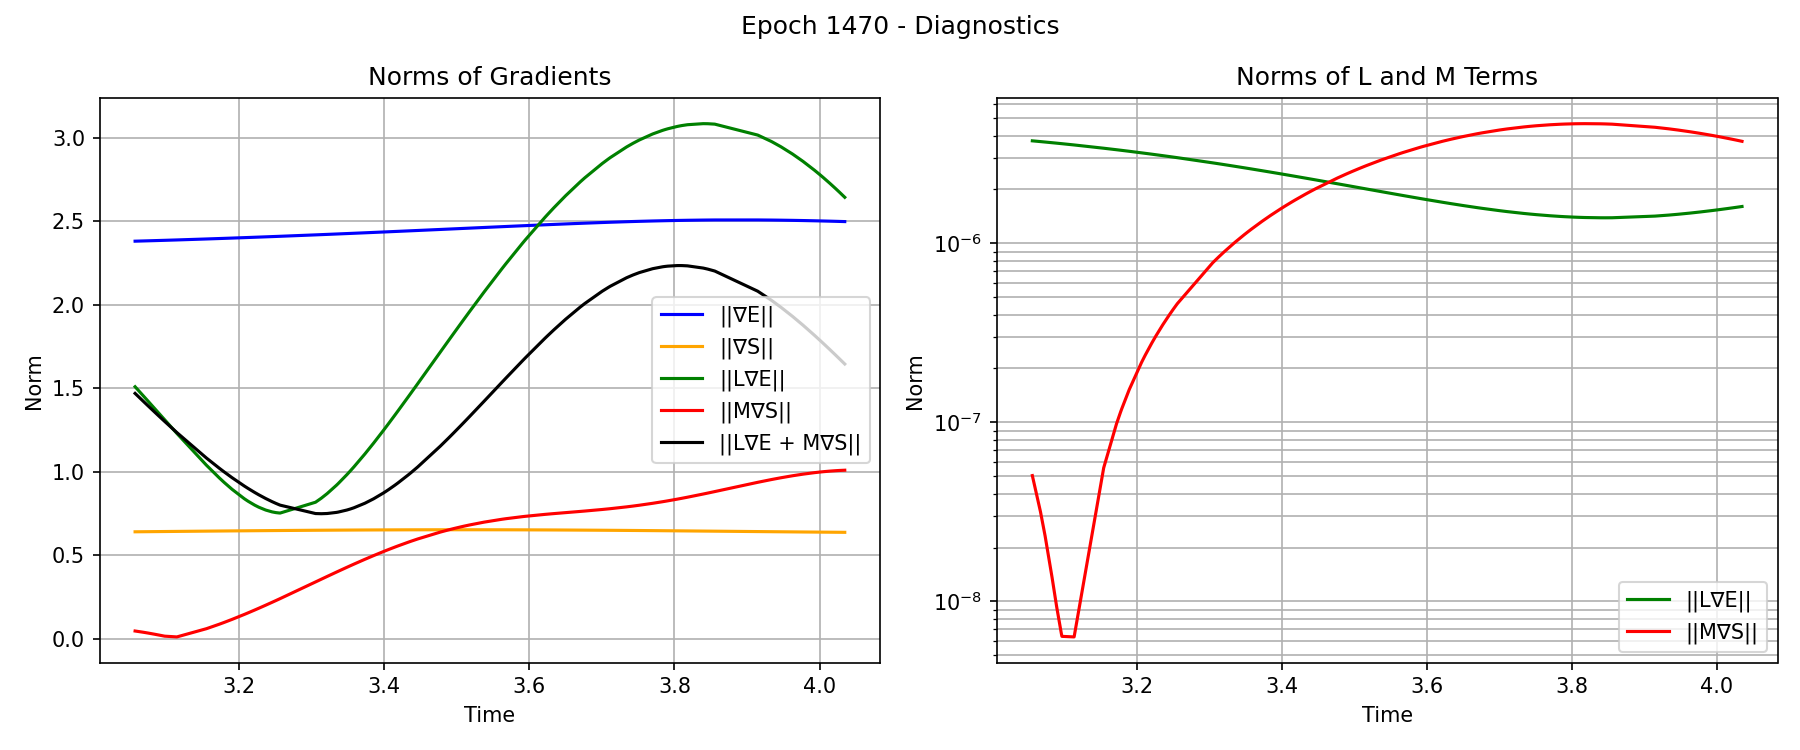 Epoch 1470 - Diagnostics
Norms of Gradients
Norm
3.0
2.5
2.0
1.5
1.0
0.5
0.0
||∇E||
||∇S||
||L∇E||
||M∇S||
||L∇E + M∇S||
3.2
3.4
3.6
3.8
4.0
Time
Norms of L and M Terms
Norm
10⁻⁶
10⁻⁷
10⁻⁸
||L∇E||
||M∇S||
3.2
3.4
3.6
3.8
4.0
Time